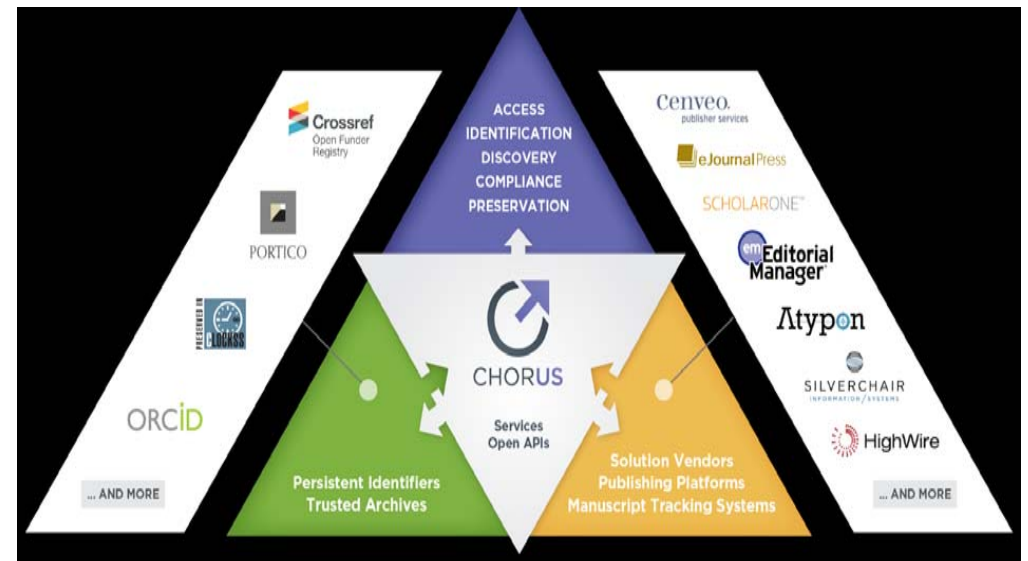 Crossref
Open Funder
Registry
PORTICO
PRESERVED IN
CLOCKSS
ORCiD
... AND MORE
ACCESS
IDENTIFICATION
DISCOVERY
COMPLIANCE
PRESERVATION
CHORUS
Services
Open APIs
Persistent Identifiers
Trusted Archives
Solution Vendors
Publishing Platforms
Manuscript Tracking Systems
cenveo.
publisher services
eJournalPress
SCHOLARONE™
em Editorial
Manager®
Atypon
SILVERCHAIR
INFORMATION/SYSTEMS
HighWire
... AND MORE